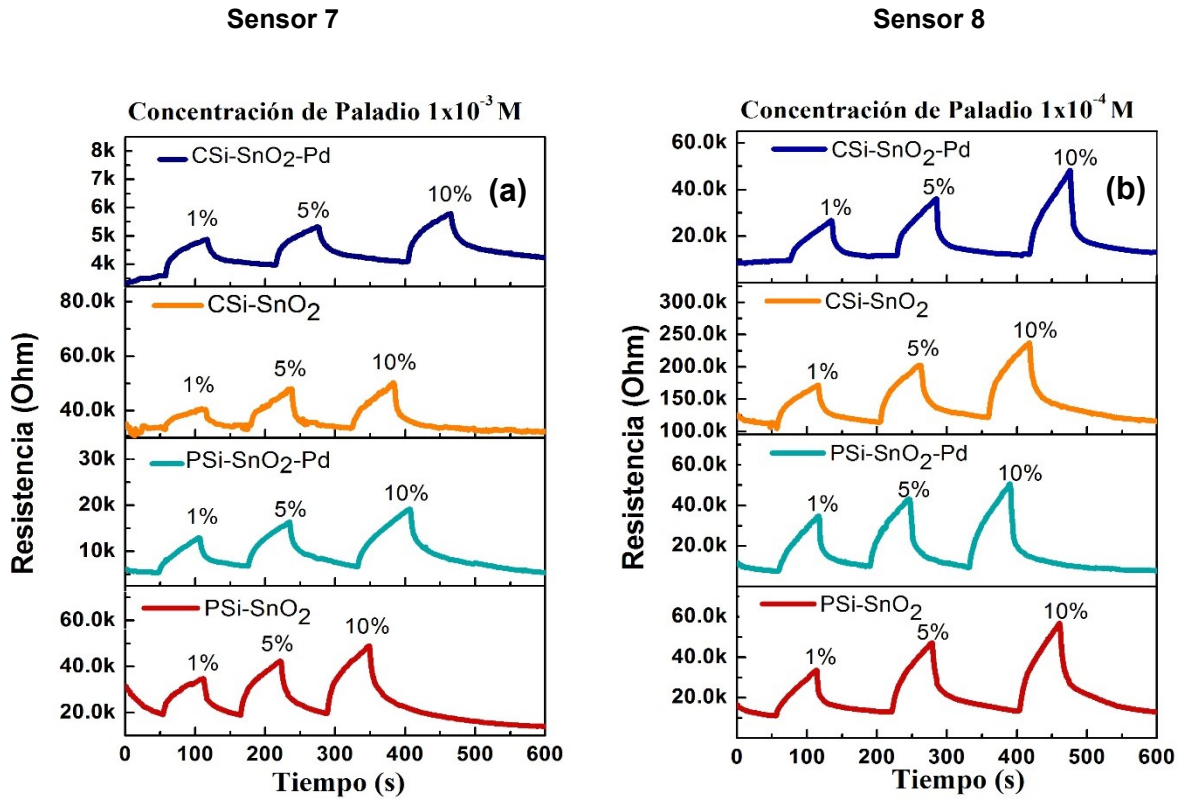 Sensor 7
Sensor 8
Concentración de Paladio 1x10⁻³ M
8k
7k
6k
5k
4k
CSi-SnO₂-Pd
(a)
1%
5%
10%
80.0k
60.0k
40.0k
CSi-SnO₂
1%
5%
10%
30k
20k
10k
PSi-SnO₂-Pd
1%
5%
10%
60.0k
40.0k
20.0k
PSi-SnO₂
1%
5%
10%
Resistencia (Ohm)
0 100 200 300 400 500 600
Tiempo (s)
Concentración de Paladio 1x10⁻⁴ M
60.0k
40.0k
20.0k
CSi-SnO₂-Pd
(b)
1%
5%
10%
300.0k
250.0k
200.0k
150.0k
100.0k
CSi-SnO₂
1%
5%
10%
60.0k
40.0k
20.0k
PSi-SnO₂-Pd
1%
5%
10%
60.0k
40.0k
20.0k
PSi-SnO₂
1%
5%
10%
Resistencia (Ohm)
0 100 200 300 400 500 600
Tiempo (s)